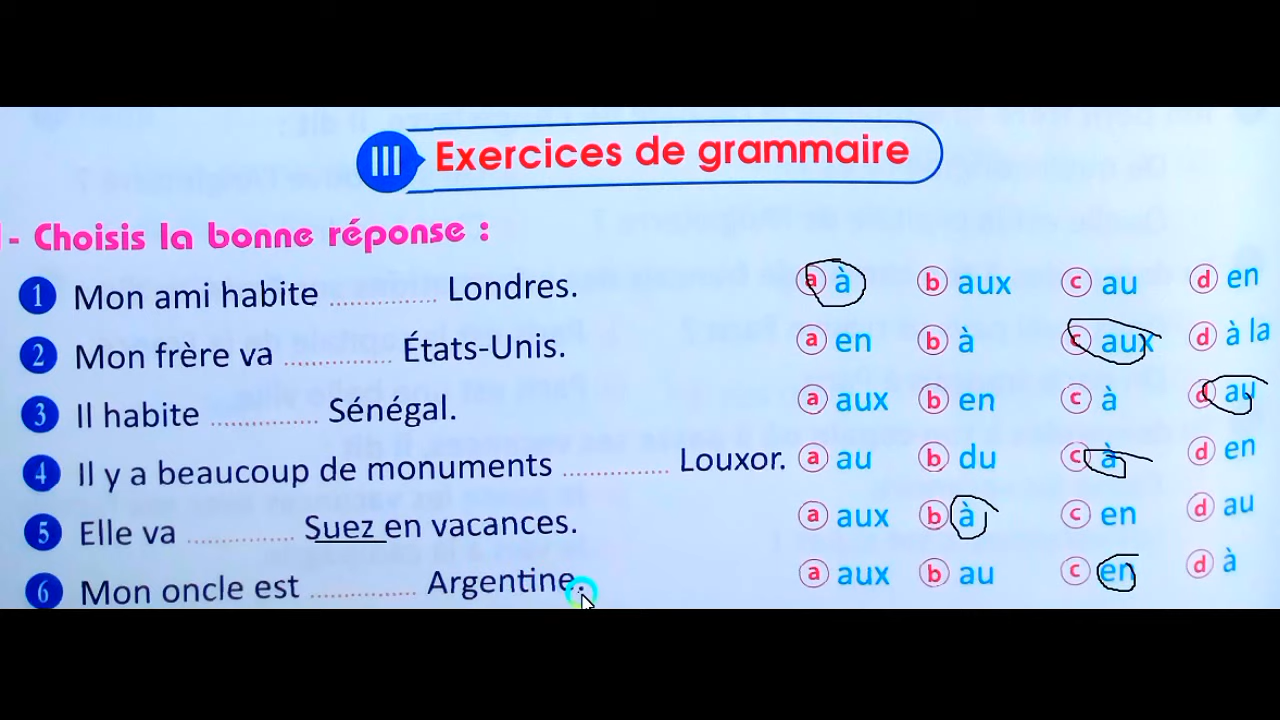 III Exercices de grammaire
- Choisis la bonne réponse :
1 Mon ami habite .................. Londres. a à b aux c au d en
2 Mon frère va .................. États-Unis. a en b à c aux d à la
3 Il habite .................. Sénégal. a aux b en c à d au
4 Il y a beaucoup de monuments .................. Louxor. a au b du c à d en
5 Elle va .................. Suez en vacances. a aux b à c en d au
6 Mon oncle est .................. Argentine. a aux b au c en d à